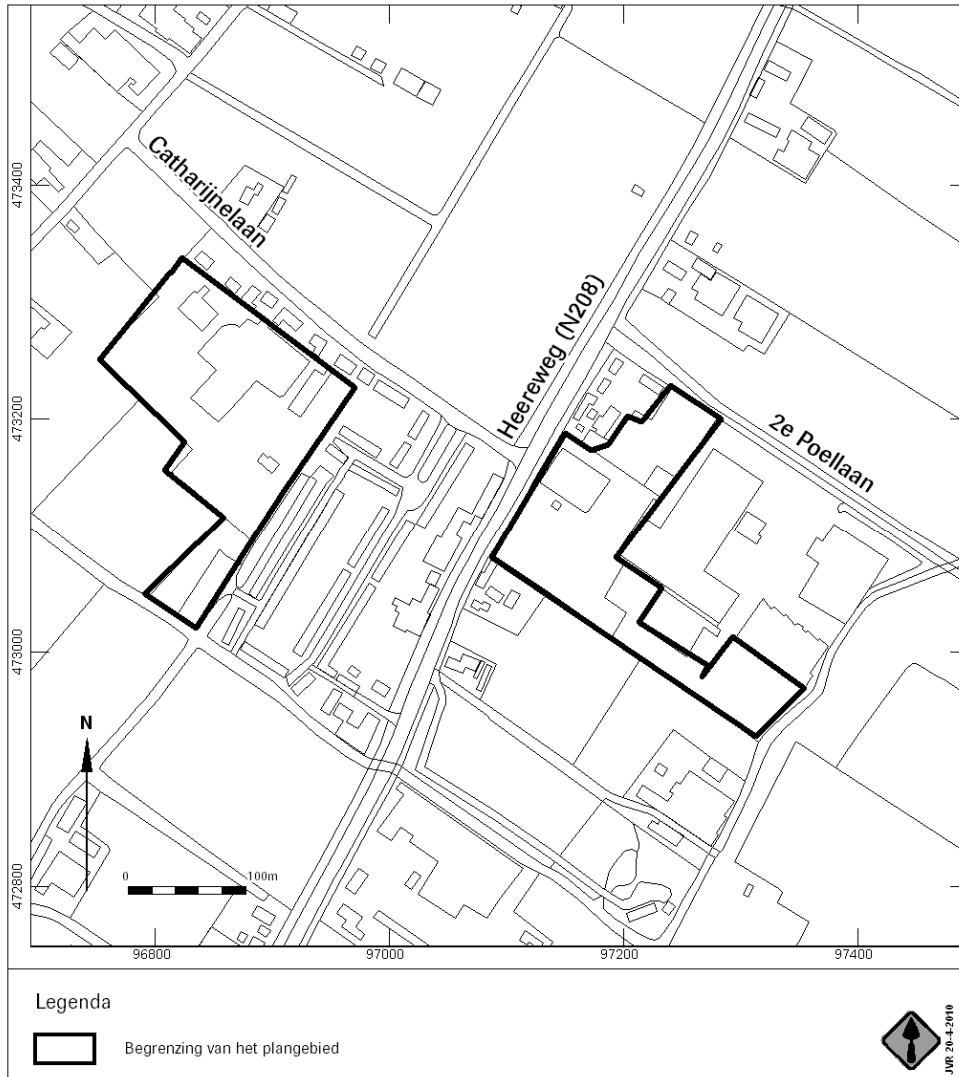 Catharijnelaan
Heereweg (N208)
2e Poellaan
473400
473200
473000
472800
N
0 100m
96800 97000 97200 97400
Legenda
Begrenzing van het plangebied
JVR 20-4-2010